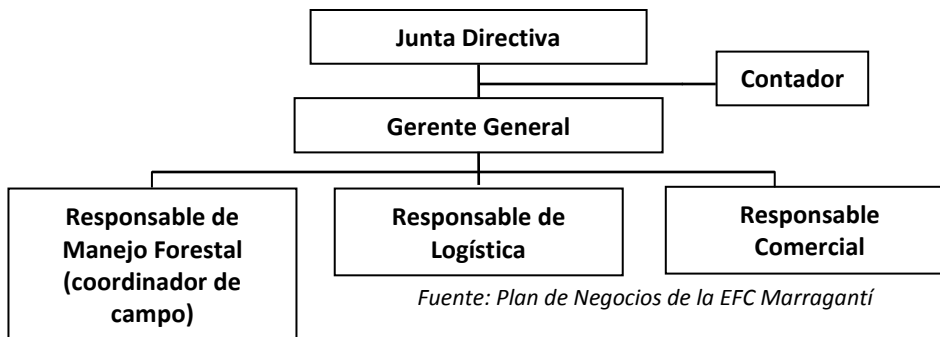 Junta Directiva
Contador
Gerente General
Responsable de
Manejo Forestal
(coordinador de
campo)
Responsable de
Logística
Responsable
Comercial
Fuente: Plan de Negocios de la EFC Marragantí